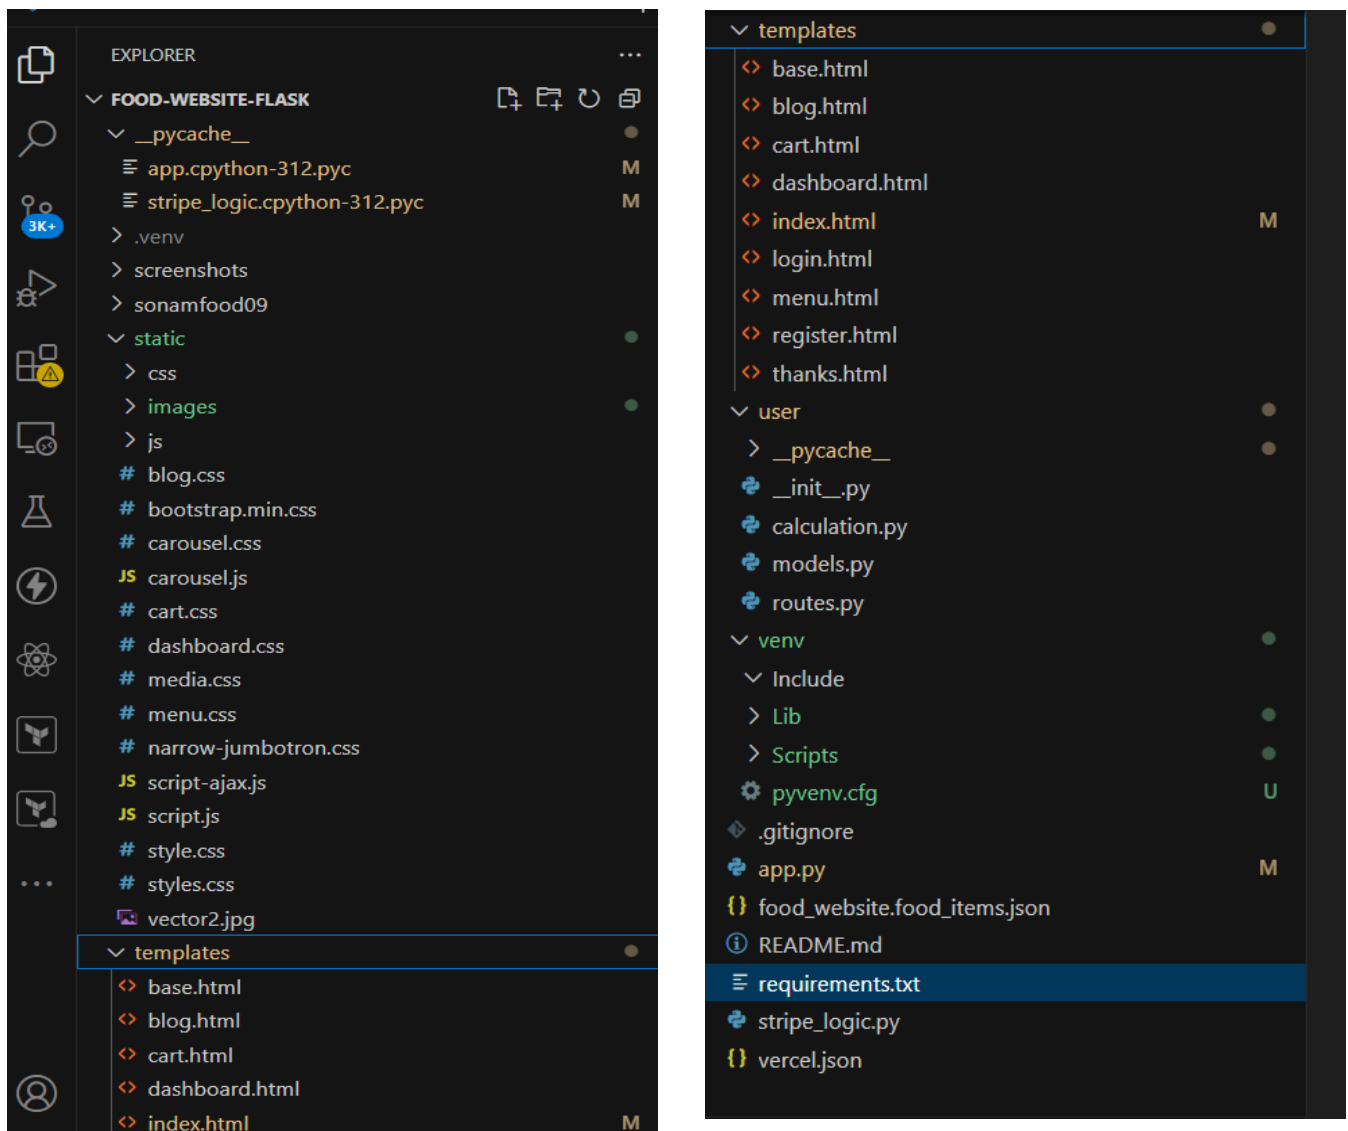 EXPLORER
FOOD-WEBSITE-FLASK
__pycache__
app.cpython-312.pyc M
stripe_logic.cpython-312.pyc M
3K+
.venv
screenshots
sonamfood09
static
css
images
js
# blog.css
# bootstrap.min.css
# carousel.css
JS carousel.js
# cart.css
# dashboard.css
# media.css
# menu.css
# narrow-jumbotron.css
JS script-ajax.js
JS script.js
# style.css
# styles.css
vector2.jpg
templates
<> base.html
<> blog.html
<> cart.html
<> dashboard.html
<> index.html M
templates
<> base.html
<> blog.html
<> cart.html
<> dashboard.html
<> index.html M
<> login.html
<> menu.html
<> register.html
<> thanks.html
user
__pycache__
__init__.py
calculation.py
models.py
routes.py
venv
Include
Lib
Scripts
pyvenv.cfg U
.gitignore
app.py M
{} food_website.food_items.json
README.md
requirements.txt
stripe_logic.py
{} vercel.json